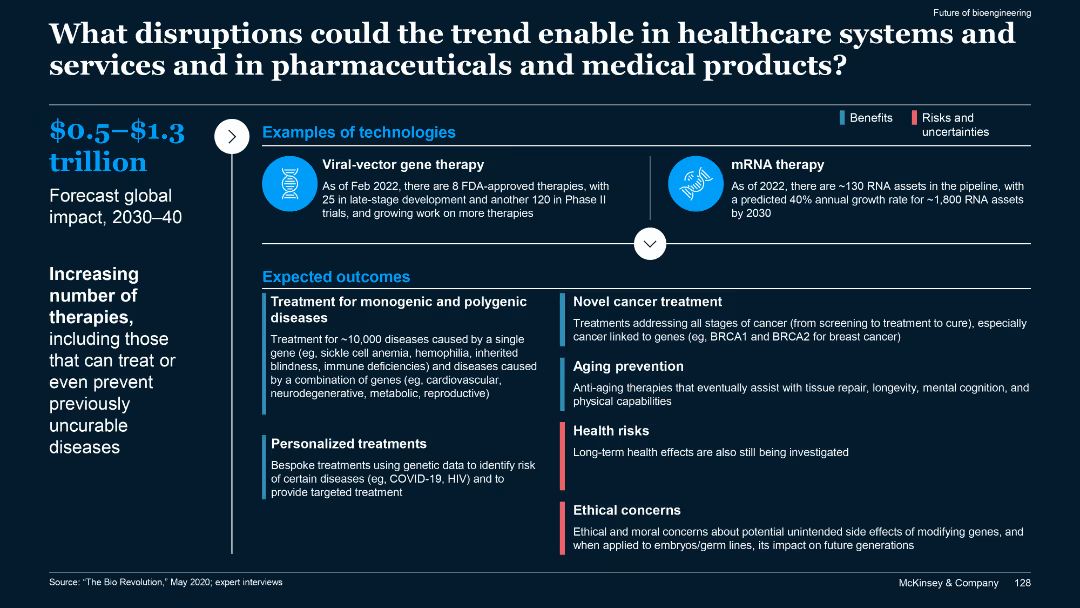 Future of bioengineering
What disruptions could the trend enable in healthcare systems and
services and in pharmaceuticals and medical products?
$0.5–$1.3
trillion
Forecast global
impact, 2030–40
Increasing
number of
therapies,
including those
that can treat or
even prevent
previously
uncurable
diseases
Benefits
Risks and
uncertainties
Examples of technologies
Viral-vector gene therapy
As of Feb 2022, there are 8 FDA-approved therapies, with
25 in late-stage development and another 120 in Phase II
trials, and growing work on more therapies
mRNA therapy
As of 2022, there are ~130 RNA assets in the pipeline, with
a predicted 40% annual growth rate for ~1,800 RNA assets
by 2030
Expected outcomes
Treatment for monogenic and polygenic
diseases
Treatment for ~10,000 diseases caused by a single
gene (eg, sickle cell anemia, hemophilia, inherited
blindness, immune deficiencies) and diseases caused
by a combination of genes (eg, cardiovascular,
neurodegenerative, metabolic, reproductive)
Personalized treatments
Bespoke treatments using genetic data to identify risk
of certain diseases (eg, COVID-19, HIV) and to
provide targeted treatment
Novel cancer treatment
Treatments addressing all stages of cancer (from screening to treatment to cure), especially
cancer linked to genes (eg, BRCA1 and BRCA2 for breast cancer)
Aging prevention
Anti-aging therapies that eventually assist with tissue repair, longevity, mental cognition, and
physical capabilities
Health risks
Long-term health effects are also still being investigated
Ethical concerns
Ethical and moral concerns about potential unintended side effects of modifying genes, and
when applied to embryos/germ lines, its impact on future generations
Source: “The Bio Revolution,” May 2020; expert interviews
McKinsey & Company 128